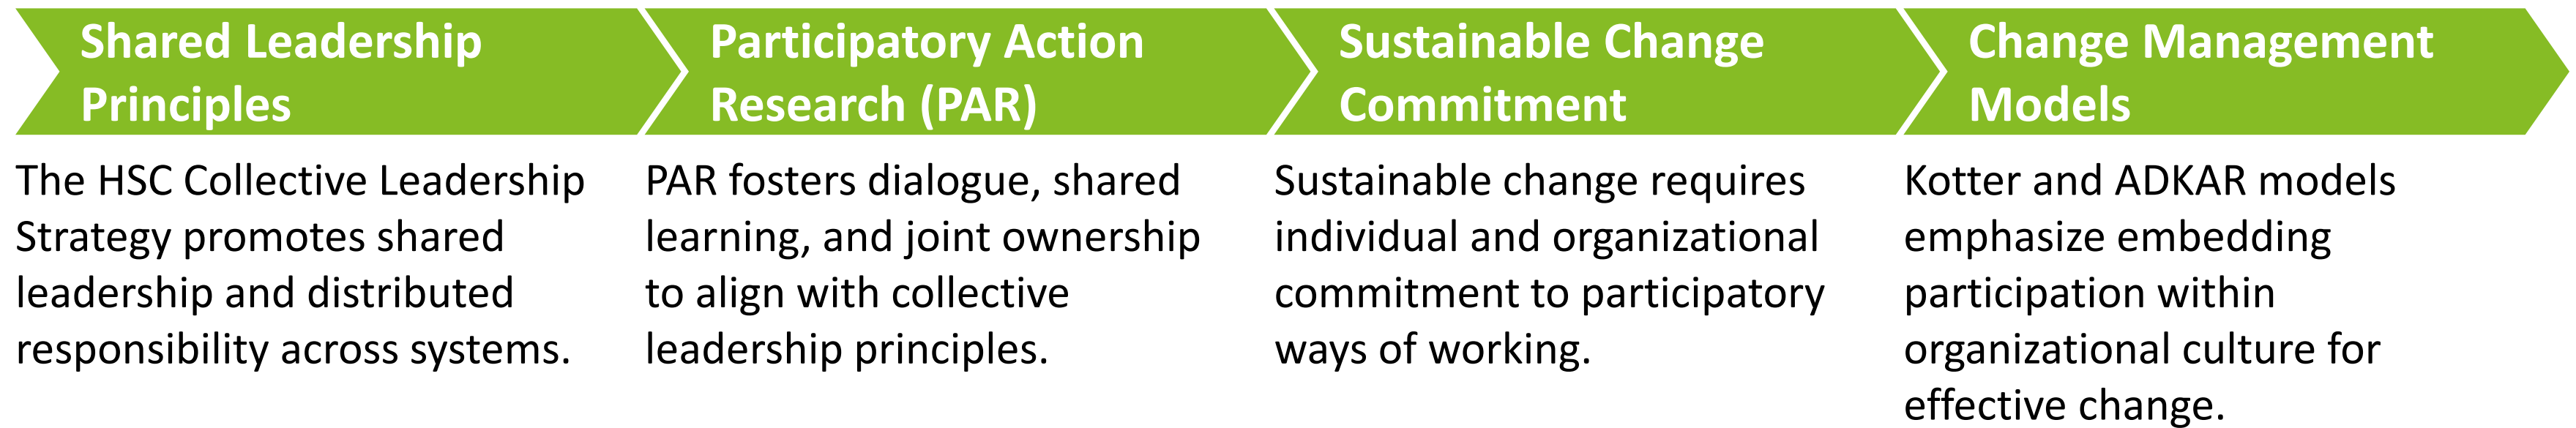 Shared Leadership
Principles
The HSC Collective Leadership
Strategy promotes shared
leadership and distributed
responsibility across systems.
Participatory Action
Research (PAR)
PAR fosters dialogue, shared
learning, and joint ownership
to align with collective
leadership principles.
Sustainable Change
Commitment
Sustainable change requires
individual and organizational
commitment to participatory
ways of working.
Change Management
Models
Kotter and ADKAR models
emphasize embedding
participation within
organizational culture for
effective change.